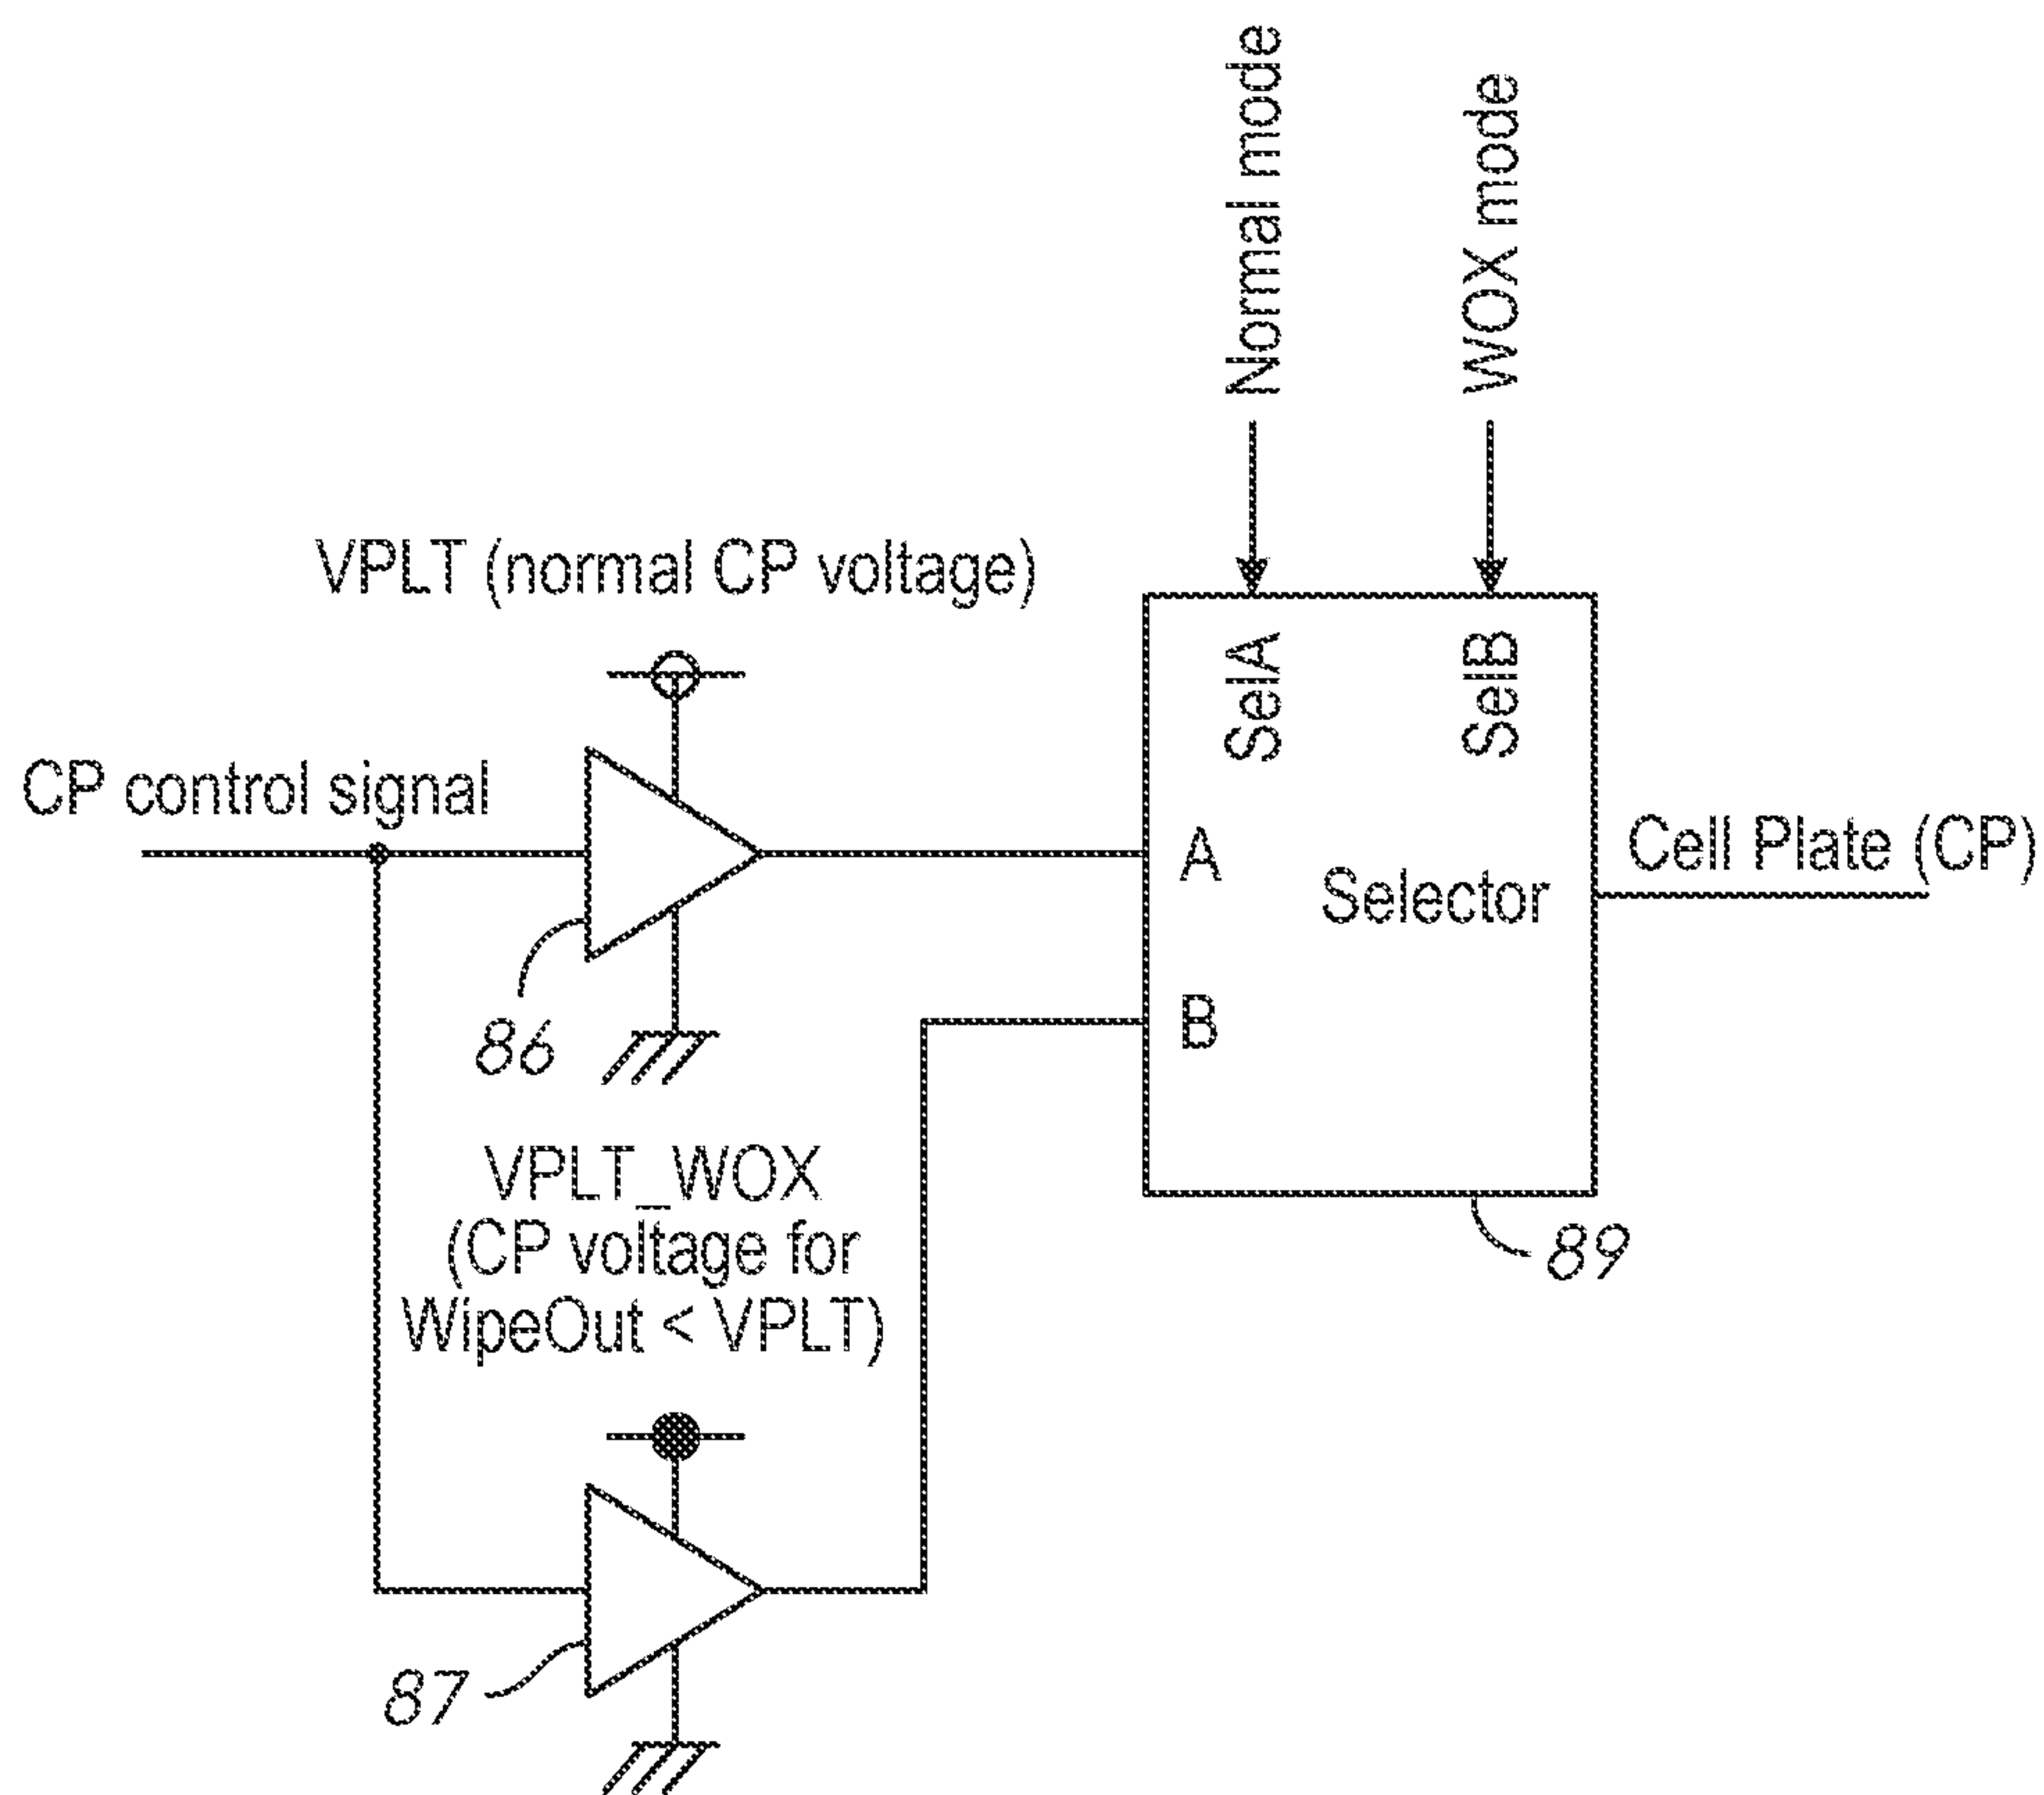 Normal mode
WOX mode
VPLT (normal CP voltage)
SelA
SelB
CP control signal
A
Selector
Cell Plate (CP)
B
86
VPLT_WOX
(CP voltage for
WipeOut < VPLT)
89
87